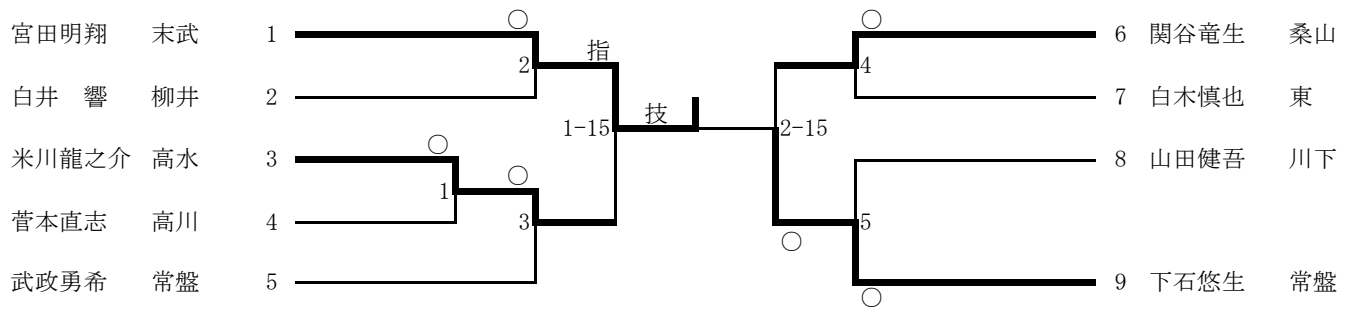 宮田明翔 末武 1 ○ ○ 6 関谷竜生 桑山
指
2 4
白井 響 柳井 2 7 白木慎也 東
1-15 技 2-15
米川龍之介 高水 3 ○ ○ 8 山田健吾 川下
1
菅本直志 高川 4 3 5
○
武政勇希 常盤 5 9 下石悠生 常盤
○